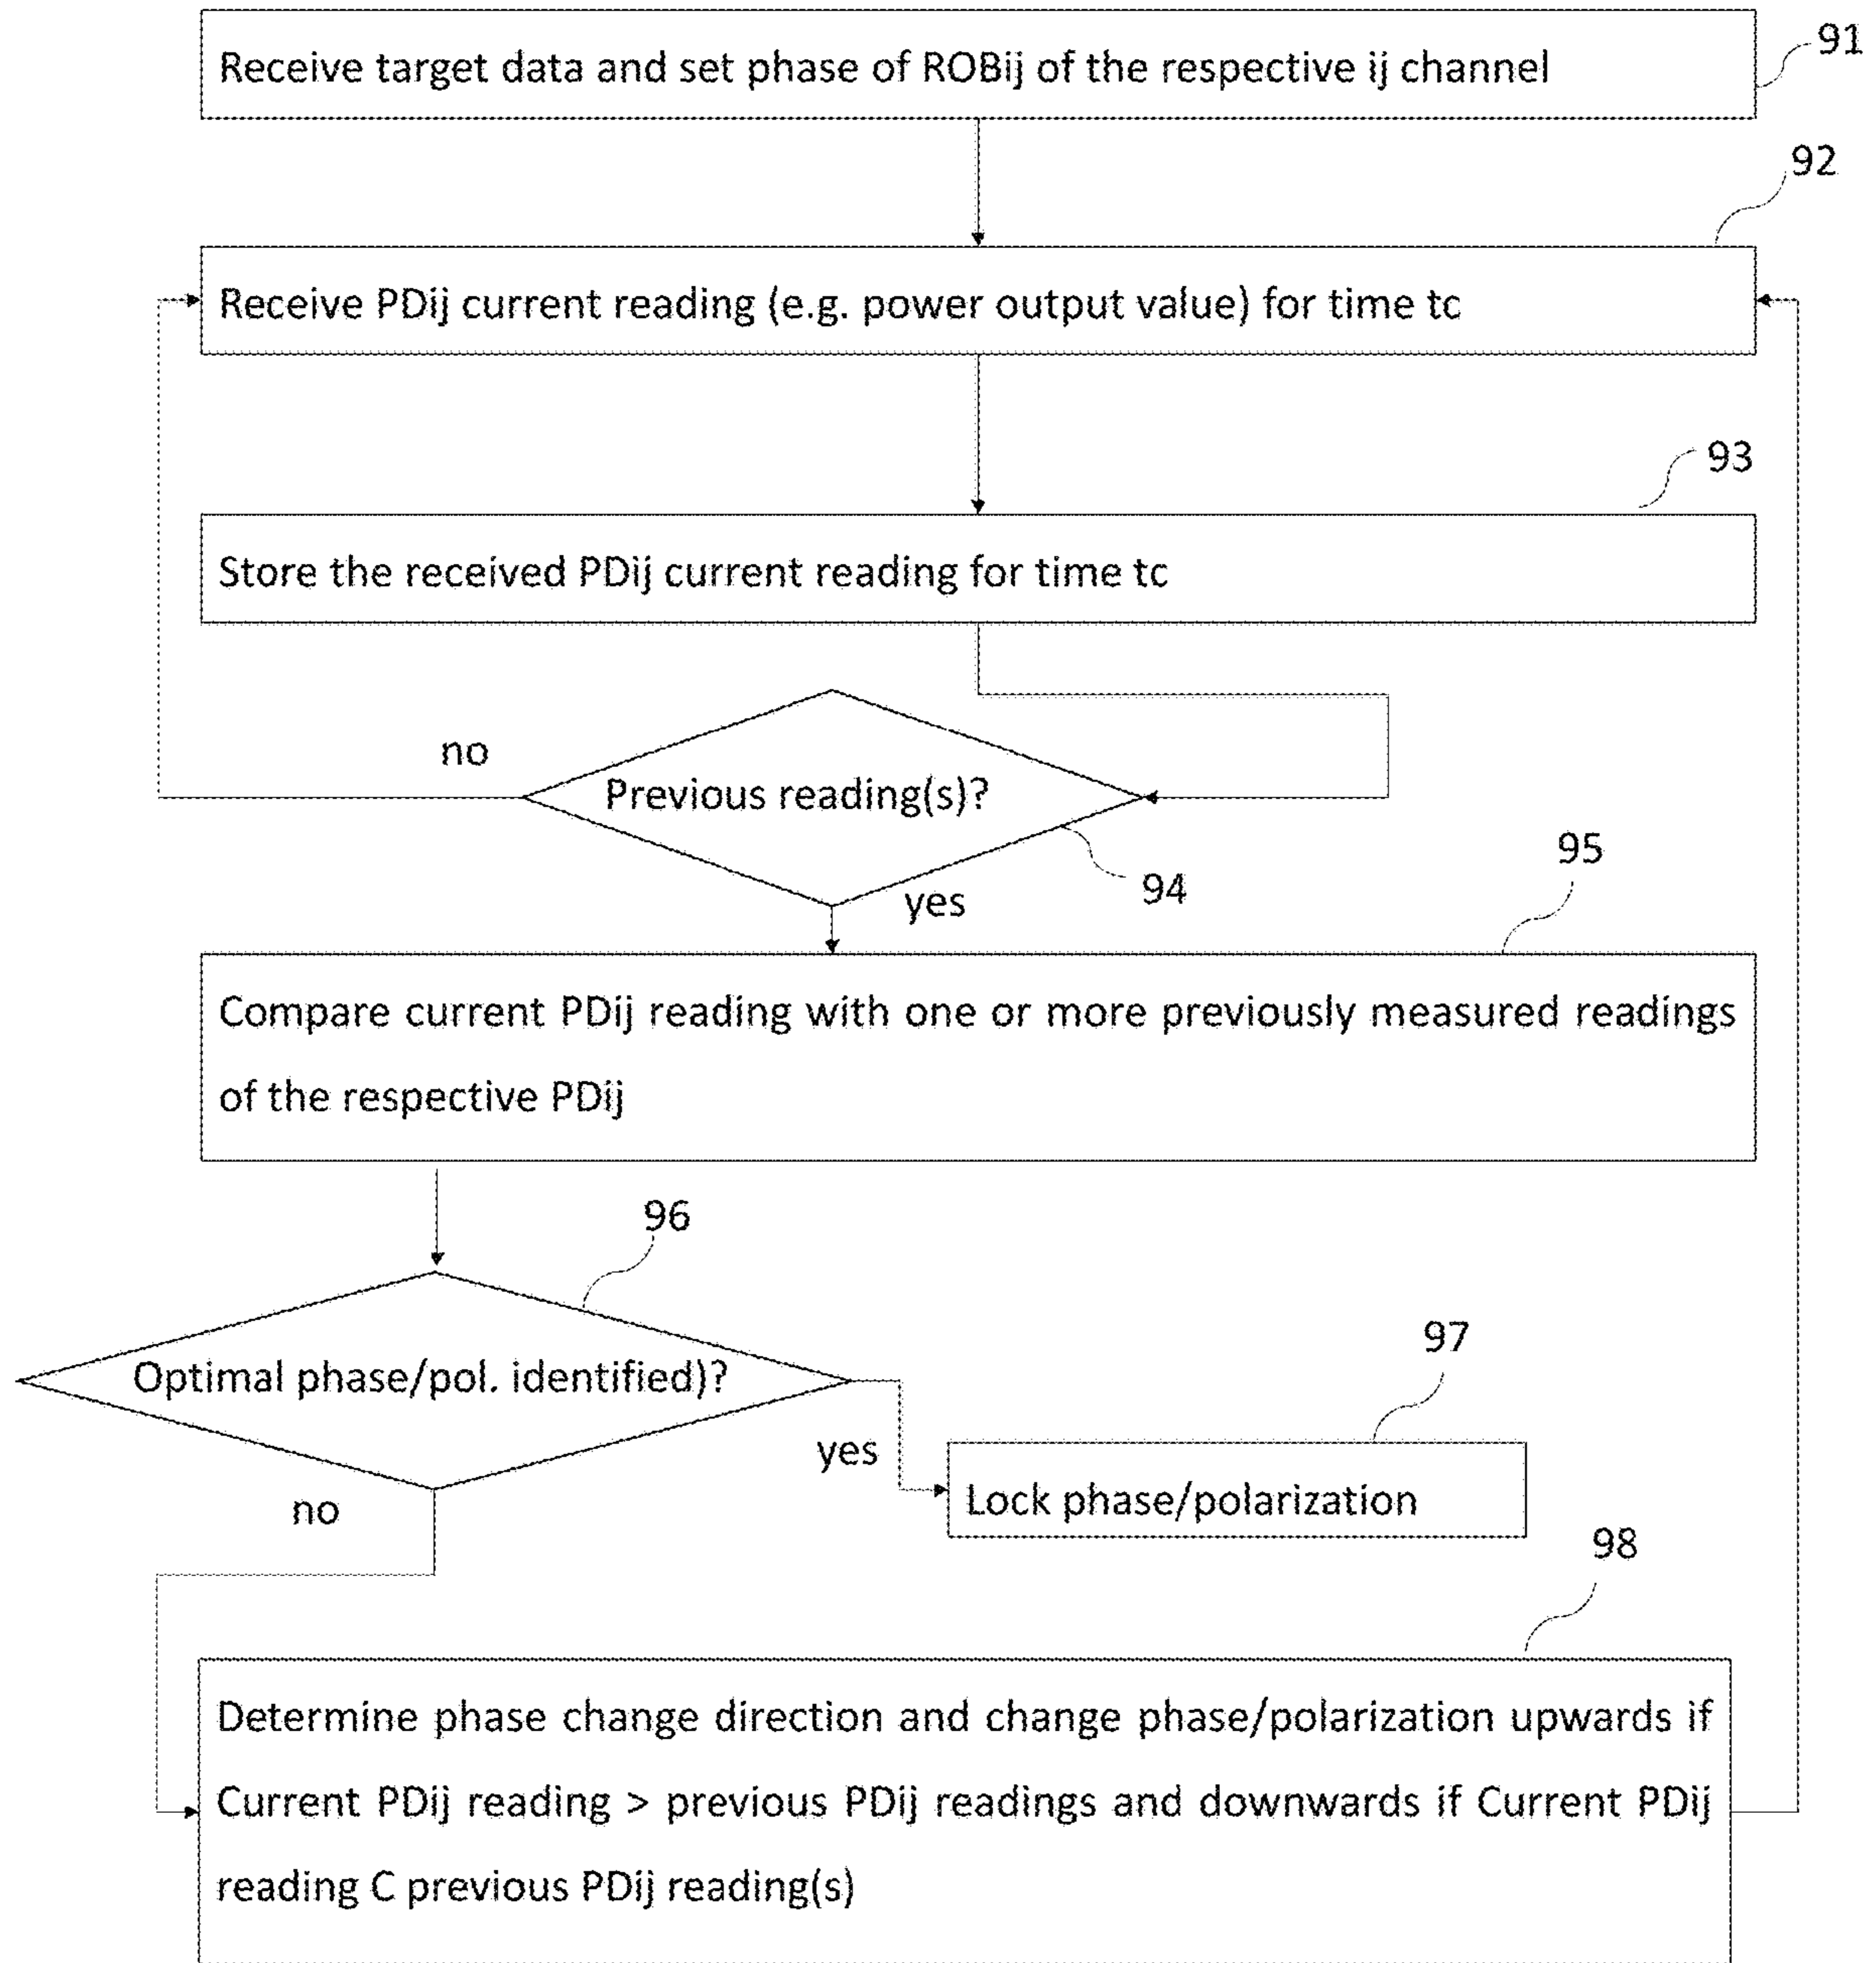 Receive target data and set phase of ROBij of the respective ij channel
91
92
Receive PDij current reading (e.g. power output value) for time tc
93
Store the received PDij current reading for time tc
no
Previous reading(s)?
94
yes
95
Compare current PDij reading with one or more previously measured readings
of the respective PDij
96
Optimal phase/pol. identified)?
97
yes
Lock phase/polarization
no
98
Determine phase change direction and change phase/polarization upwards if
Current PDij reading > previous PDij readings and downwards if Current PDij
reading C previous PDij reading(s)